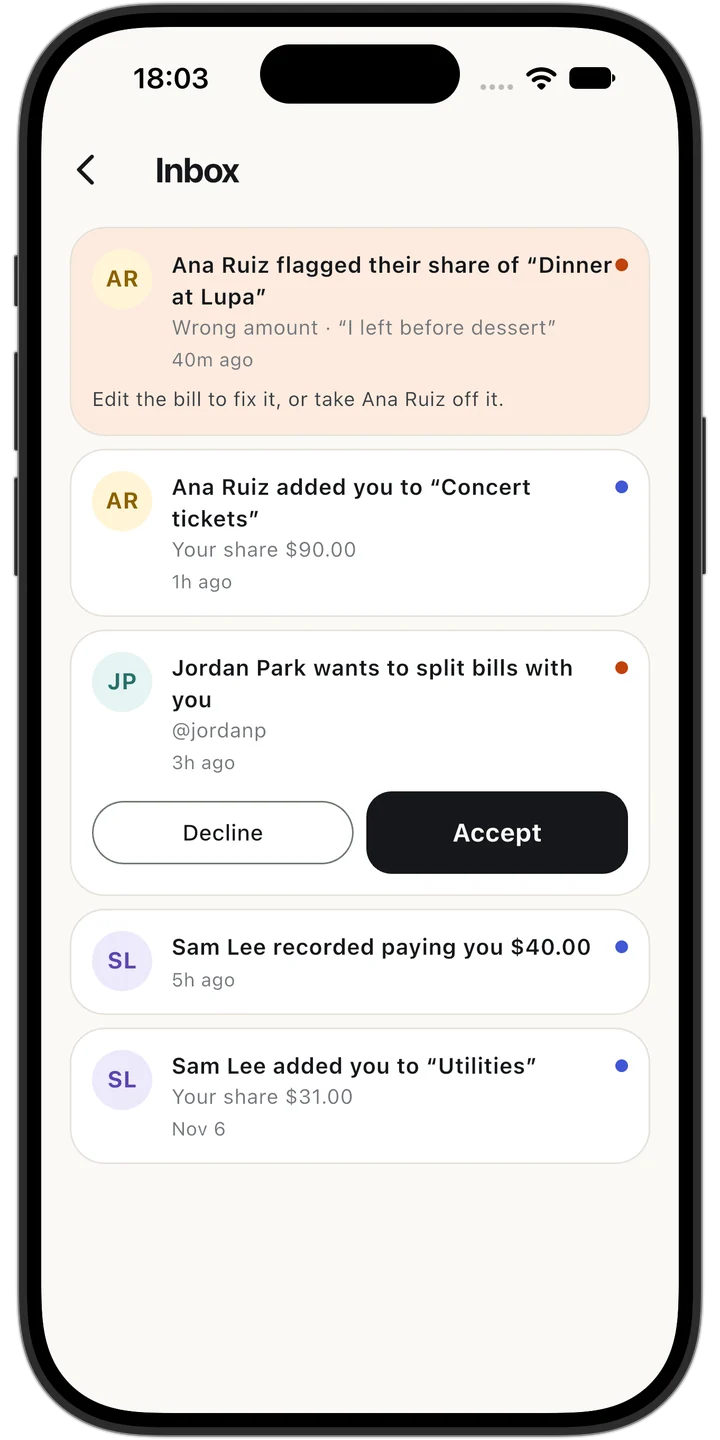 18:03
Inbox
AR
Ana Ruiz flagged their share of “Dinner
at Lupa”
Wrong amount · “I left before dessert”
40m ago
Edit the bill to fix it, or take Ana Ruiz off it.
AR
Ana Ruiz added you to “Concert
tickets”
Your share $90.00
1h ago
JP
Jordan Park wants to split bills with
you
@jordanp
3h ago
Decline
Accept
SL
Sam Lee recorded paying you $40.00
5h ago
SL
Sam Lee added you to “Utilities”
Your share $31.00
Nov 6